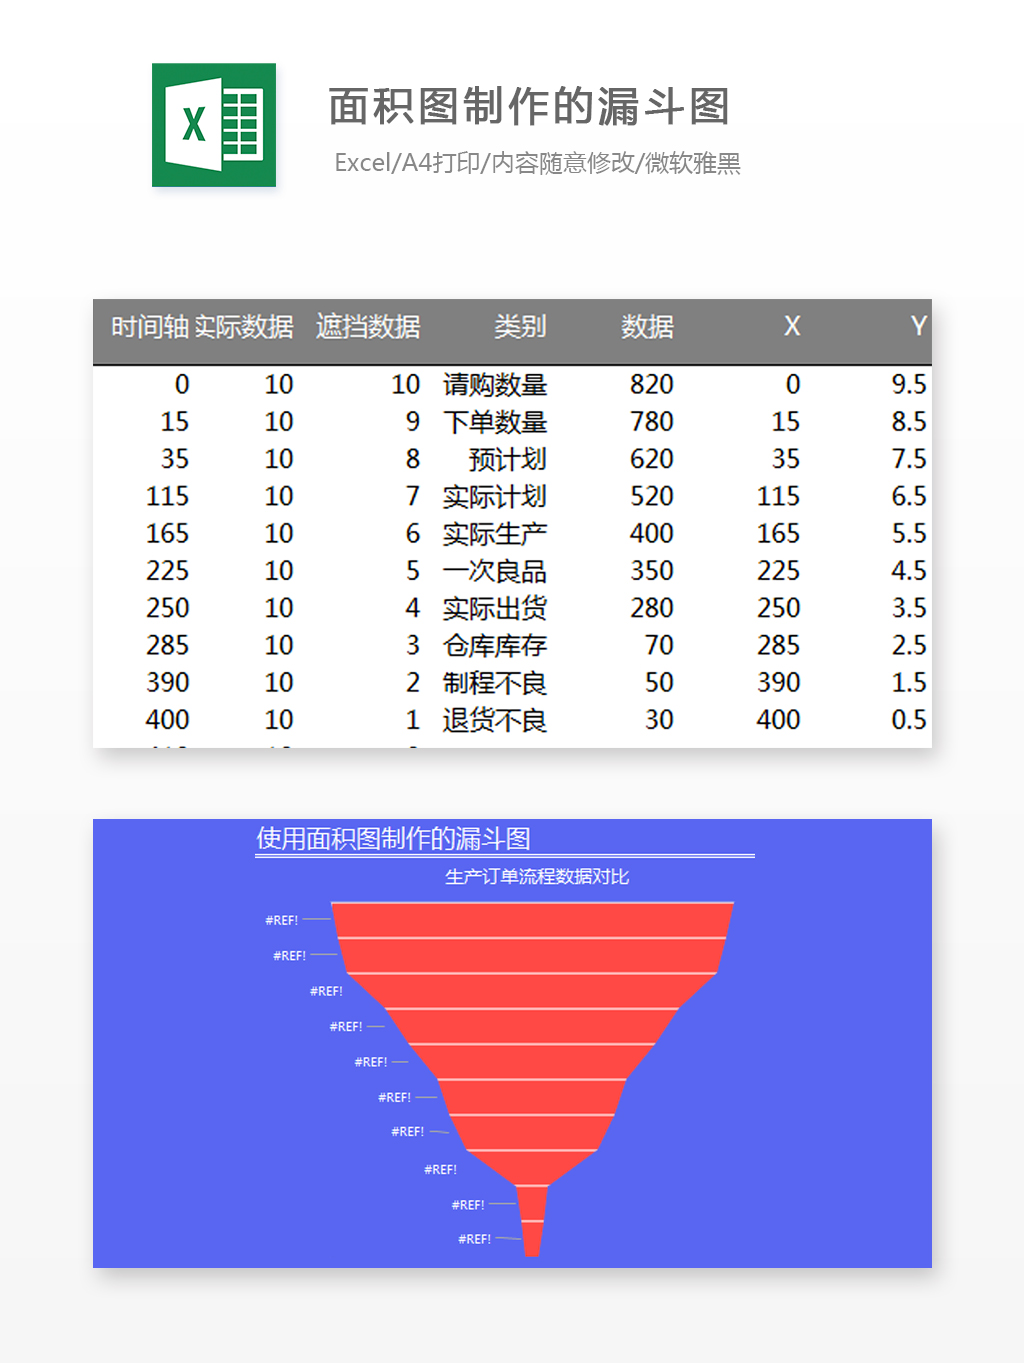 X
面积图制作的漏斗图
Excel/A4打印/内容随意修改/微软雅黑
时间轴 实际数据 遮挡数据 类别 数据 X Y
0 10 10 请购数量 820 0 9.5
15 10 9 下单数量 780 15 8.5
35 10 8 预计划 620 35 7.5
115 10 7 实际计划 520 115 6.5
165 10 6 实际生产 400 165 5.5
225 10 5 一次良品 350 225 4.5
250 10 4 实际出货 280 250 3.5
285 10 3 仓库库存 70 285 2.5
390 10 2 制程不良 50 390 1.5
400 10 1 退货不良 30 400 0.5
使用面积图制作的漏斗图
生产订单流程数据对比
#REF!
#REF!
#REF!
#REF!
#REF!
#REF!
#REF!
#REF!
#REF!
#REF!